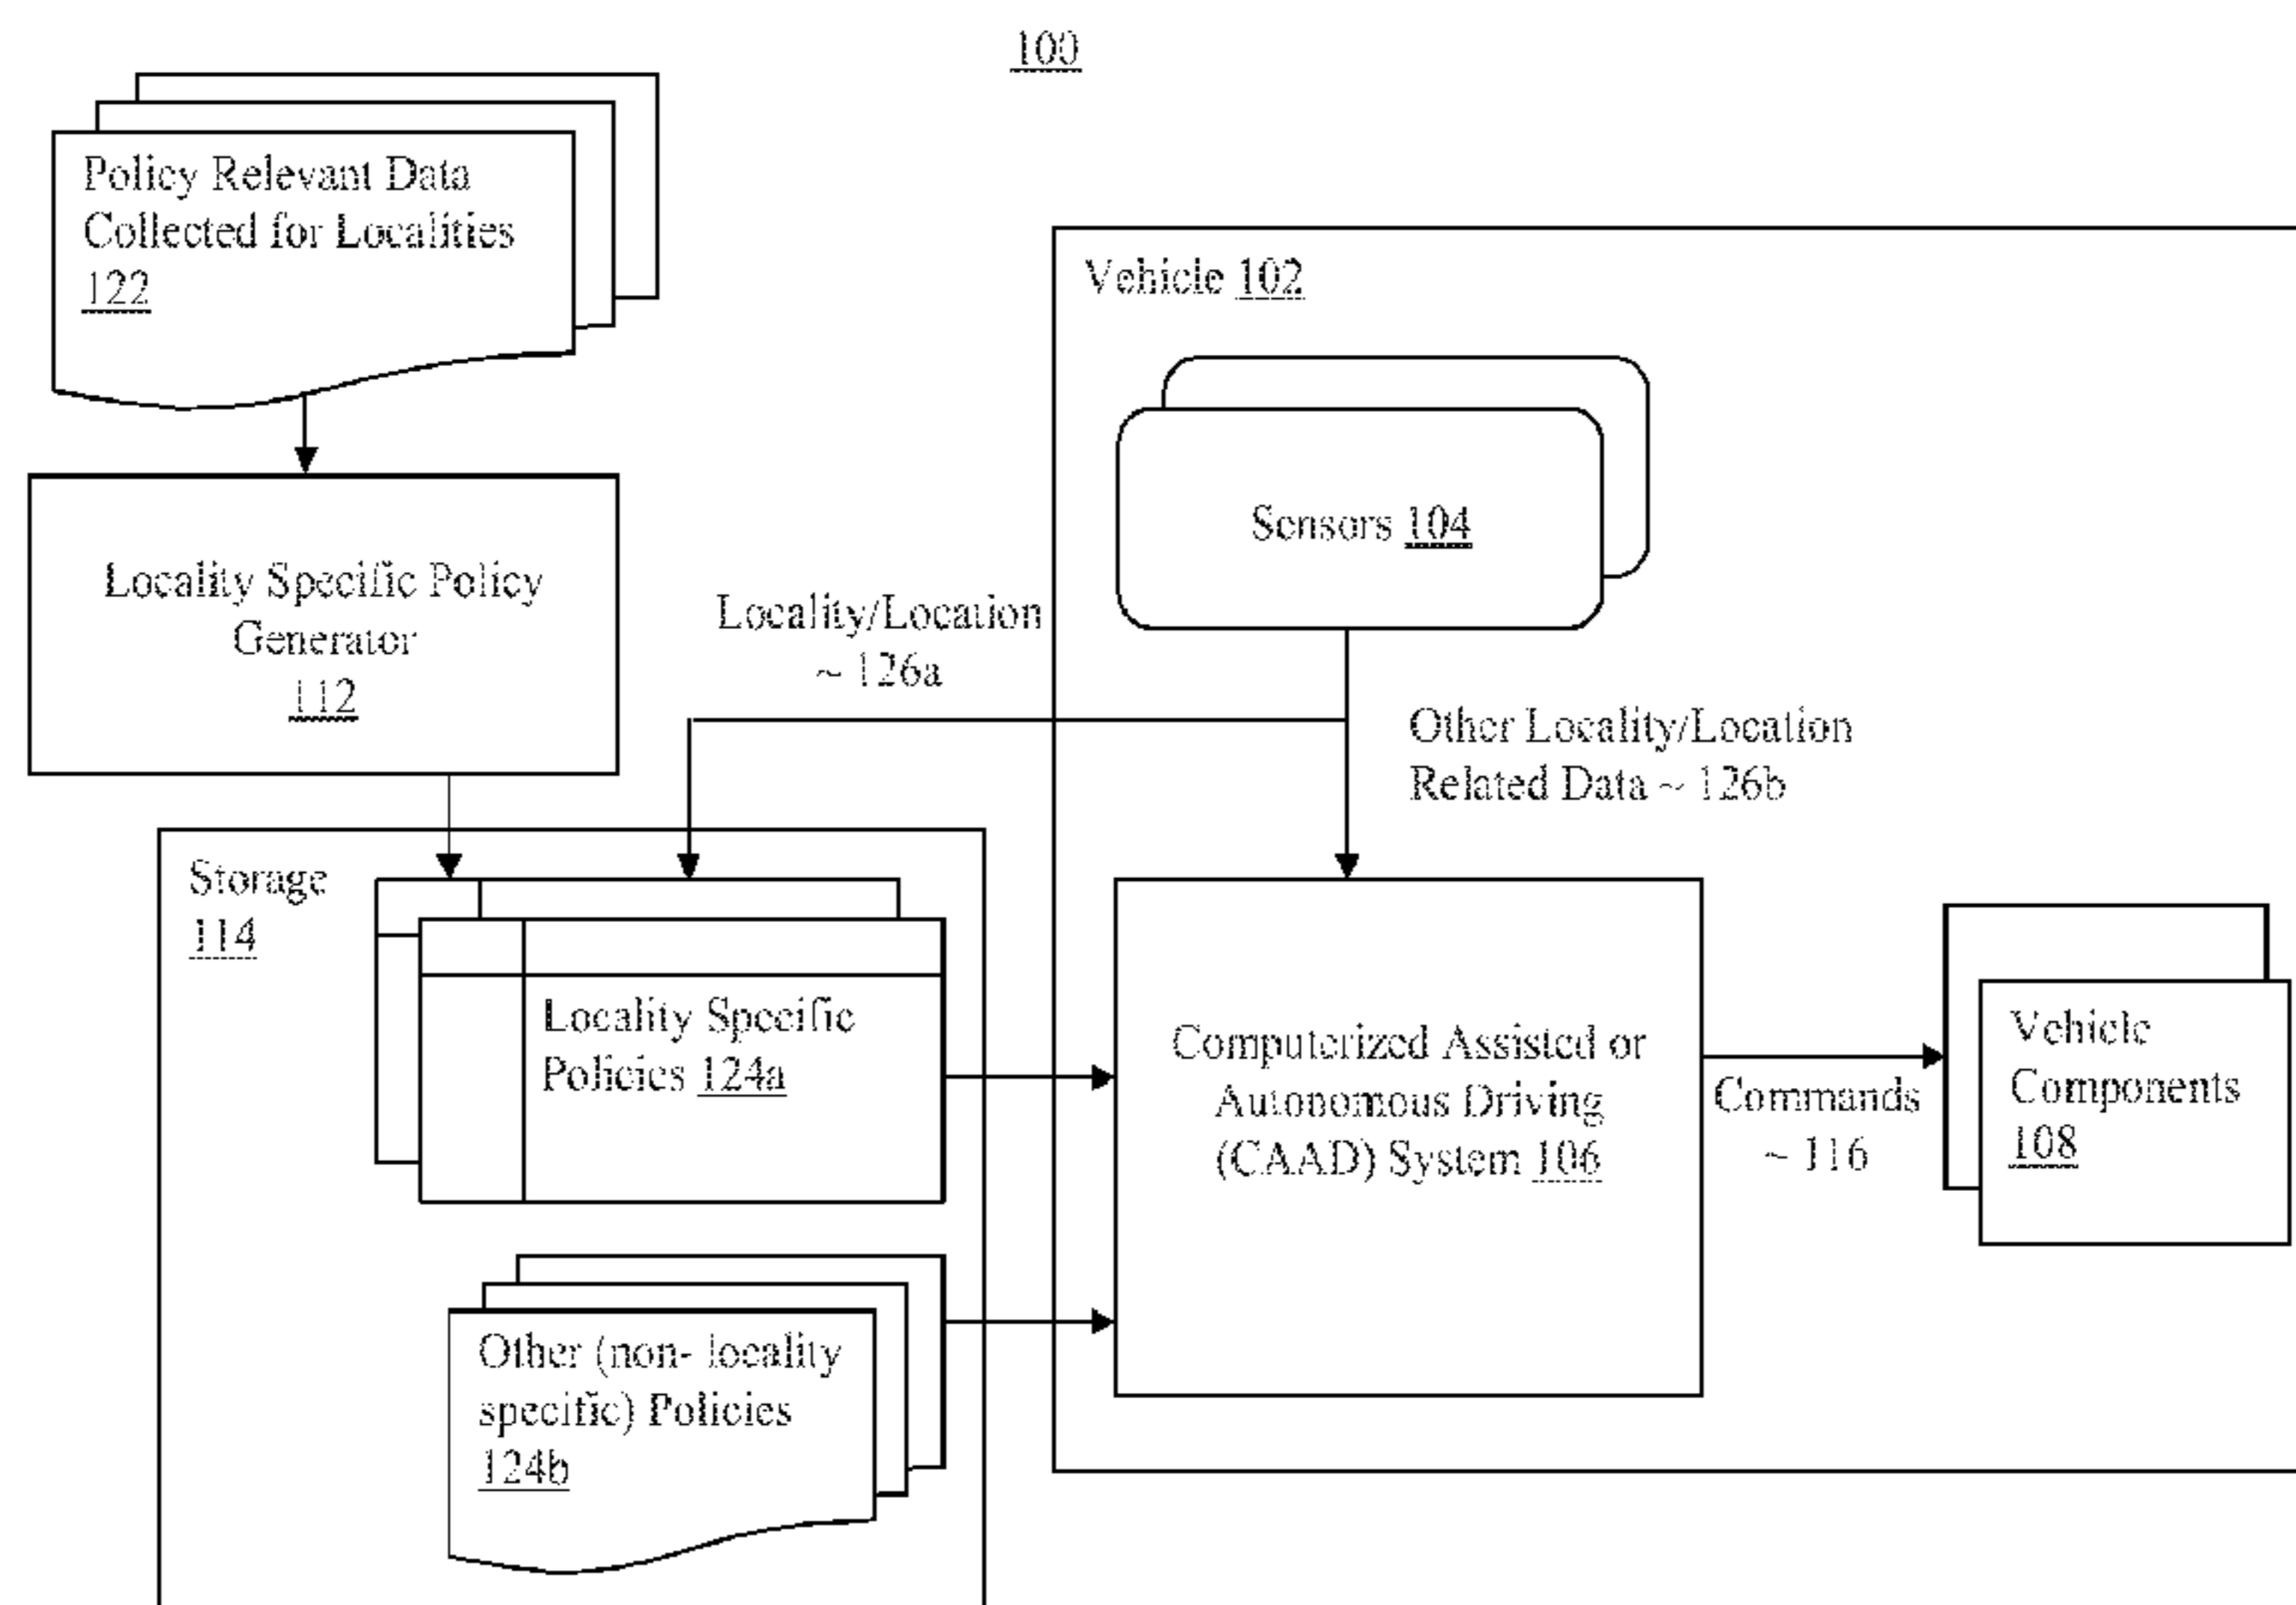 100
Policy Relevant Data
Collected for Localities
122
Vehicle 102
Sensors 104
Locality Specific Policy
Generator
112
Locality/Location
~ 126a
Other Locality/Location
Related Data ~ 126b
Storage
114
Locality Specific
Policies 124a
Computerized Assisted or
Autonomous Driving
(CAAD) System 106
Commands
~ 116
Vehicle
Components
108
Other (non- locality
specific) Policies
124b